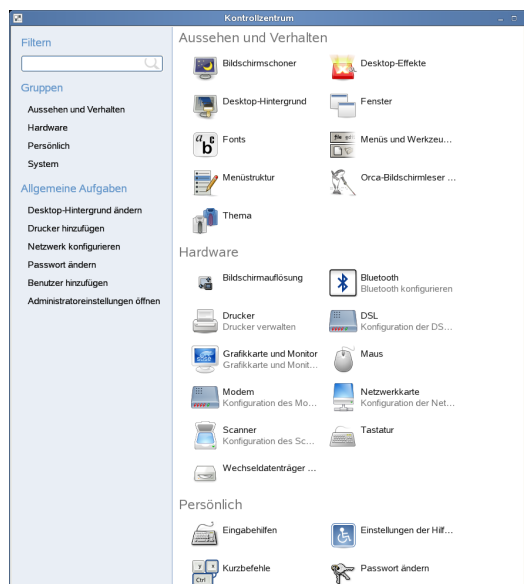 Kontrollzentrum
Filtern
Gruppen
Aussehen und Verhalten
Hardware
Persönlich
System
Allgemeine Aufgaben
Desktop-Hintergrund ändern
Drucker hinzufügen
Netzwerk konfigurieren
Passwort ändern
Benutzer hinzufügen
Administratoreinstellungen öffnen
Aussehen und Verhalten
Bildschirmschoner
Desktop-Effekte
Desktop-Hintergrund
Fenster
Fonts
Menüs und Werkzeu...
Menüstruktur
Orca-Bildschirmleser ...
Thema
Hardware
Bildschirmauflösung
Bluetooth
Bluetooth konfigurieren
Drucker
Drucker verwalten
DSL
Konfiguration der DS...
Grafikkarte und Monitor
Grafikkarte und Monit...
Maus
Modem
Konfiguration des Mo...
Netzwerkkarte
Konfiguration der Net...
Scanner
Konfiguration des Sc...
Tastatur
Wechseldatenträger ...
Persönlich
Eingabehilfen
Einstellungen der Hilf...
Kurzbefehle
Passwort ändern